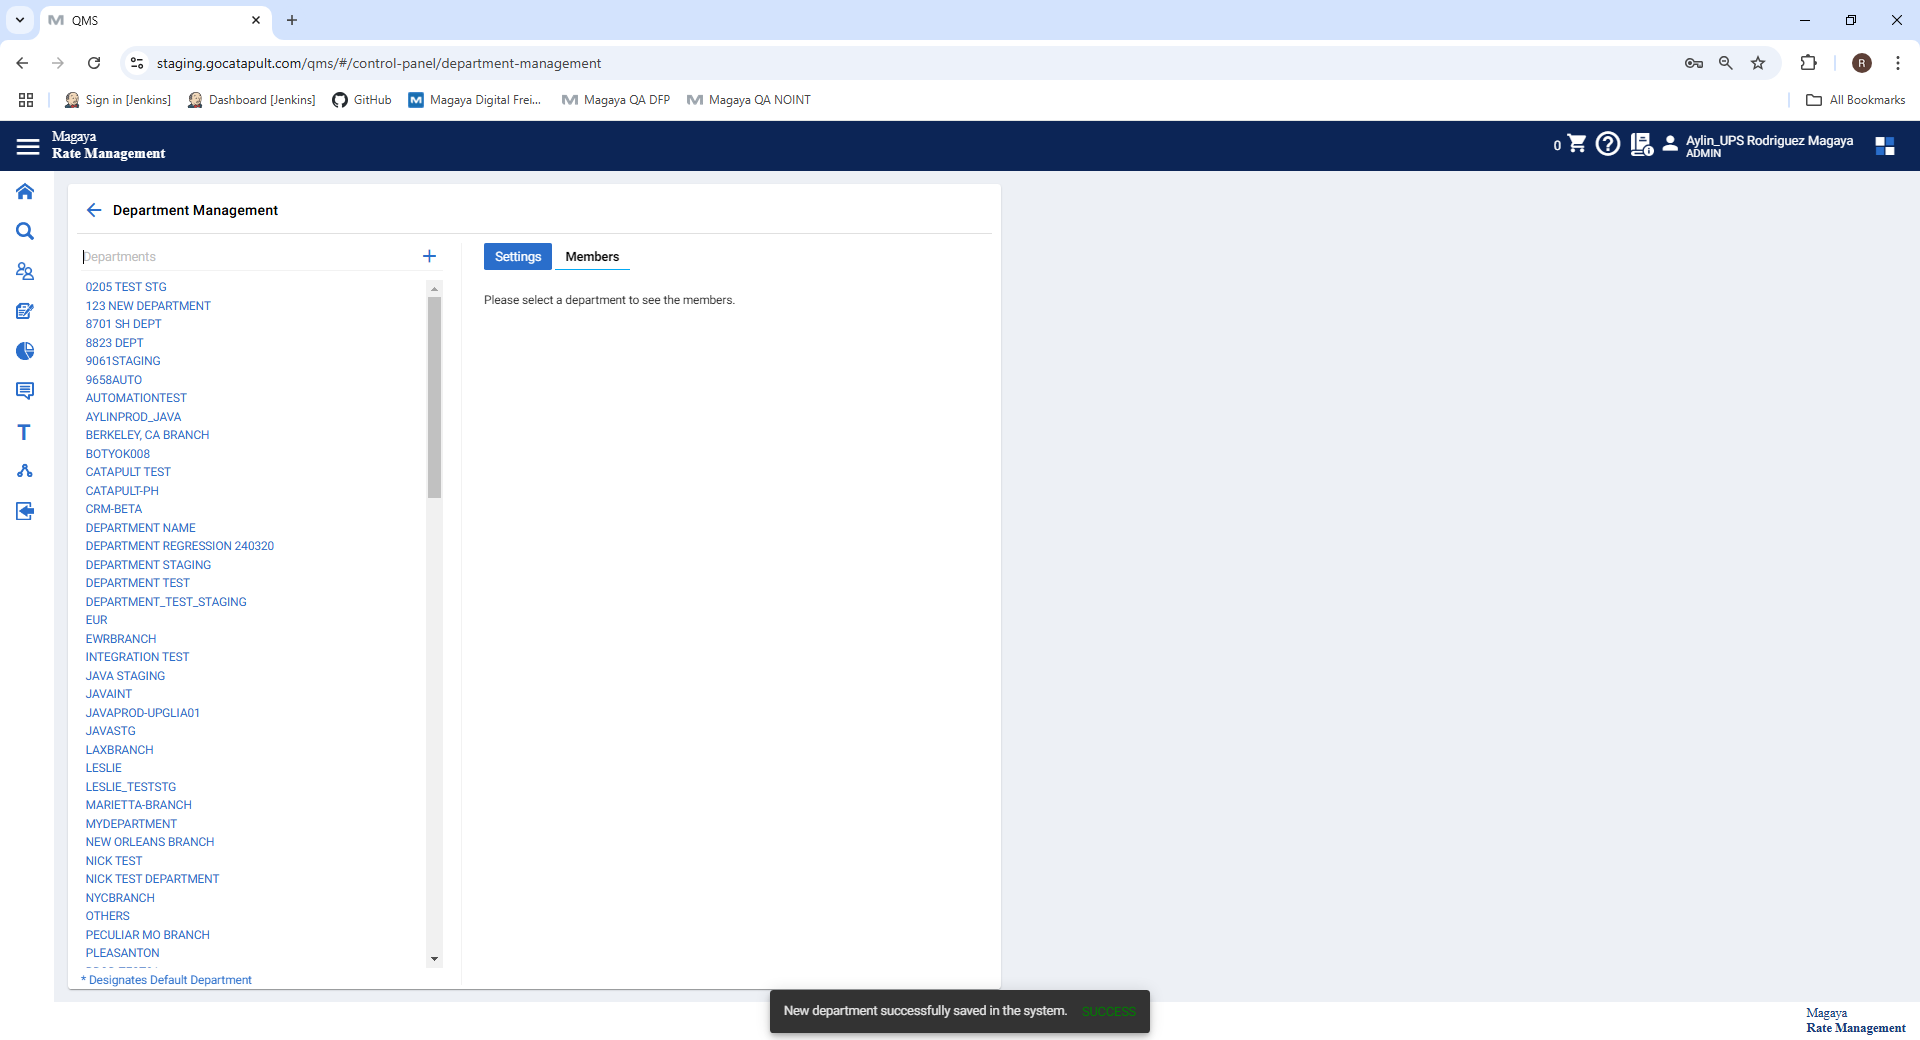 QMS
staging.gocatapult.com/qms/#/control-panel/department-management
R
Sign in [Jenkins]
Dashboard [Jenkins]
GitHub
Magaya Digital Frei...
Magaya QA DFP
Magaya QA NOINT
All Bookmarks
Magaya
Rate Management
0
Aylin_UPS Rodriguez Magaya
ADMIN
Department Management
Departments
Settings
Members
Please select a department to see the members.
0205 TEST STG
123 NEW DEPARTMENT
8701 SH DEPT
8823 DEPT
9061STAGING
9658AUTO
AUTOMATIONTEST
AYLINPROD_JAVA
BERKELEY, CA BRANCH
BOTYOK008
CATAPULT TEST
CATAPULT-PH
CRM-BETA
DEPARTMENT NAME
DEPARTMENT REGRESSION 240320
DEPARTMENT STAGING
DEPARTMENT TEST
DEPARTMENT_TEST_STAGING
EUR
EWRBRANCH
INTEGRATION TEST
JAVA STAGING
JAVAINT
JAVAPROD-UPGLIA01
JAVASTG
LAXBRANCH
LESLIE
LESLIE_TESTSTG
MARIETTA-BRANCH
MYDEPARTMENT
NEW ORLEANS BRANCH
NICK TEST
NICK TEST DEPARTMENT
NYCBRANCH
OTHERS
PECULIAR MO BRANCH
PLEASANTON
* Designates Default Department
New department successfully saved in the system.
SUCCESS
Magaya
Rate Management